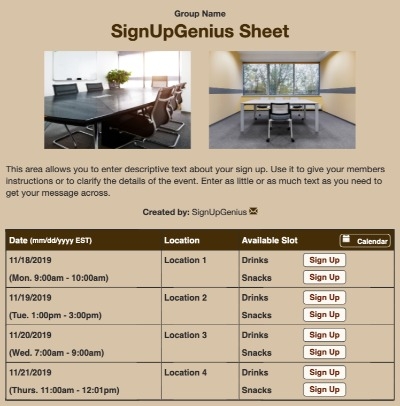 Group Name
SignUpGenius Sheet
This area allows you to enter descriptive text about your sign up. Use it to give your members
instructions or to clarify the details of the event. Enter as little or as much text as you need to
get your message across.
Created by: SignUpGenius
Date (mm/dd/yyyy EST) Location Available Slot Calendar
11/18/2019 Location 1 Drinks Sign Up
(Mon. 9:00am - 10:00am) Snacks Sign Up
11/19/2019 Location 2 Drinks Sign Up
(Tue. 1:00pm - 3:00pm) Snacks Sign Up
11/20/2019 Location 3 Drinks Sign Up
(Wed. 7:00am - 9:00am) Snacks Sign Up
11/21/2019 Location 4 Drinks Sign Up
(Thurs. 11:00am - 12:01pm) Snacks Sign Up